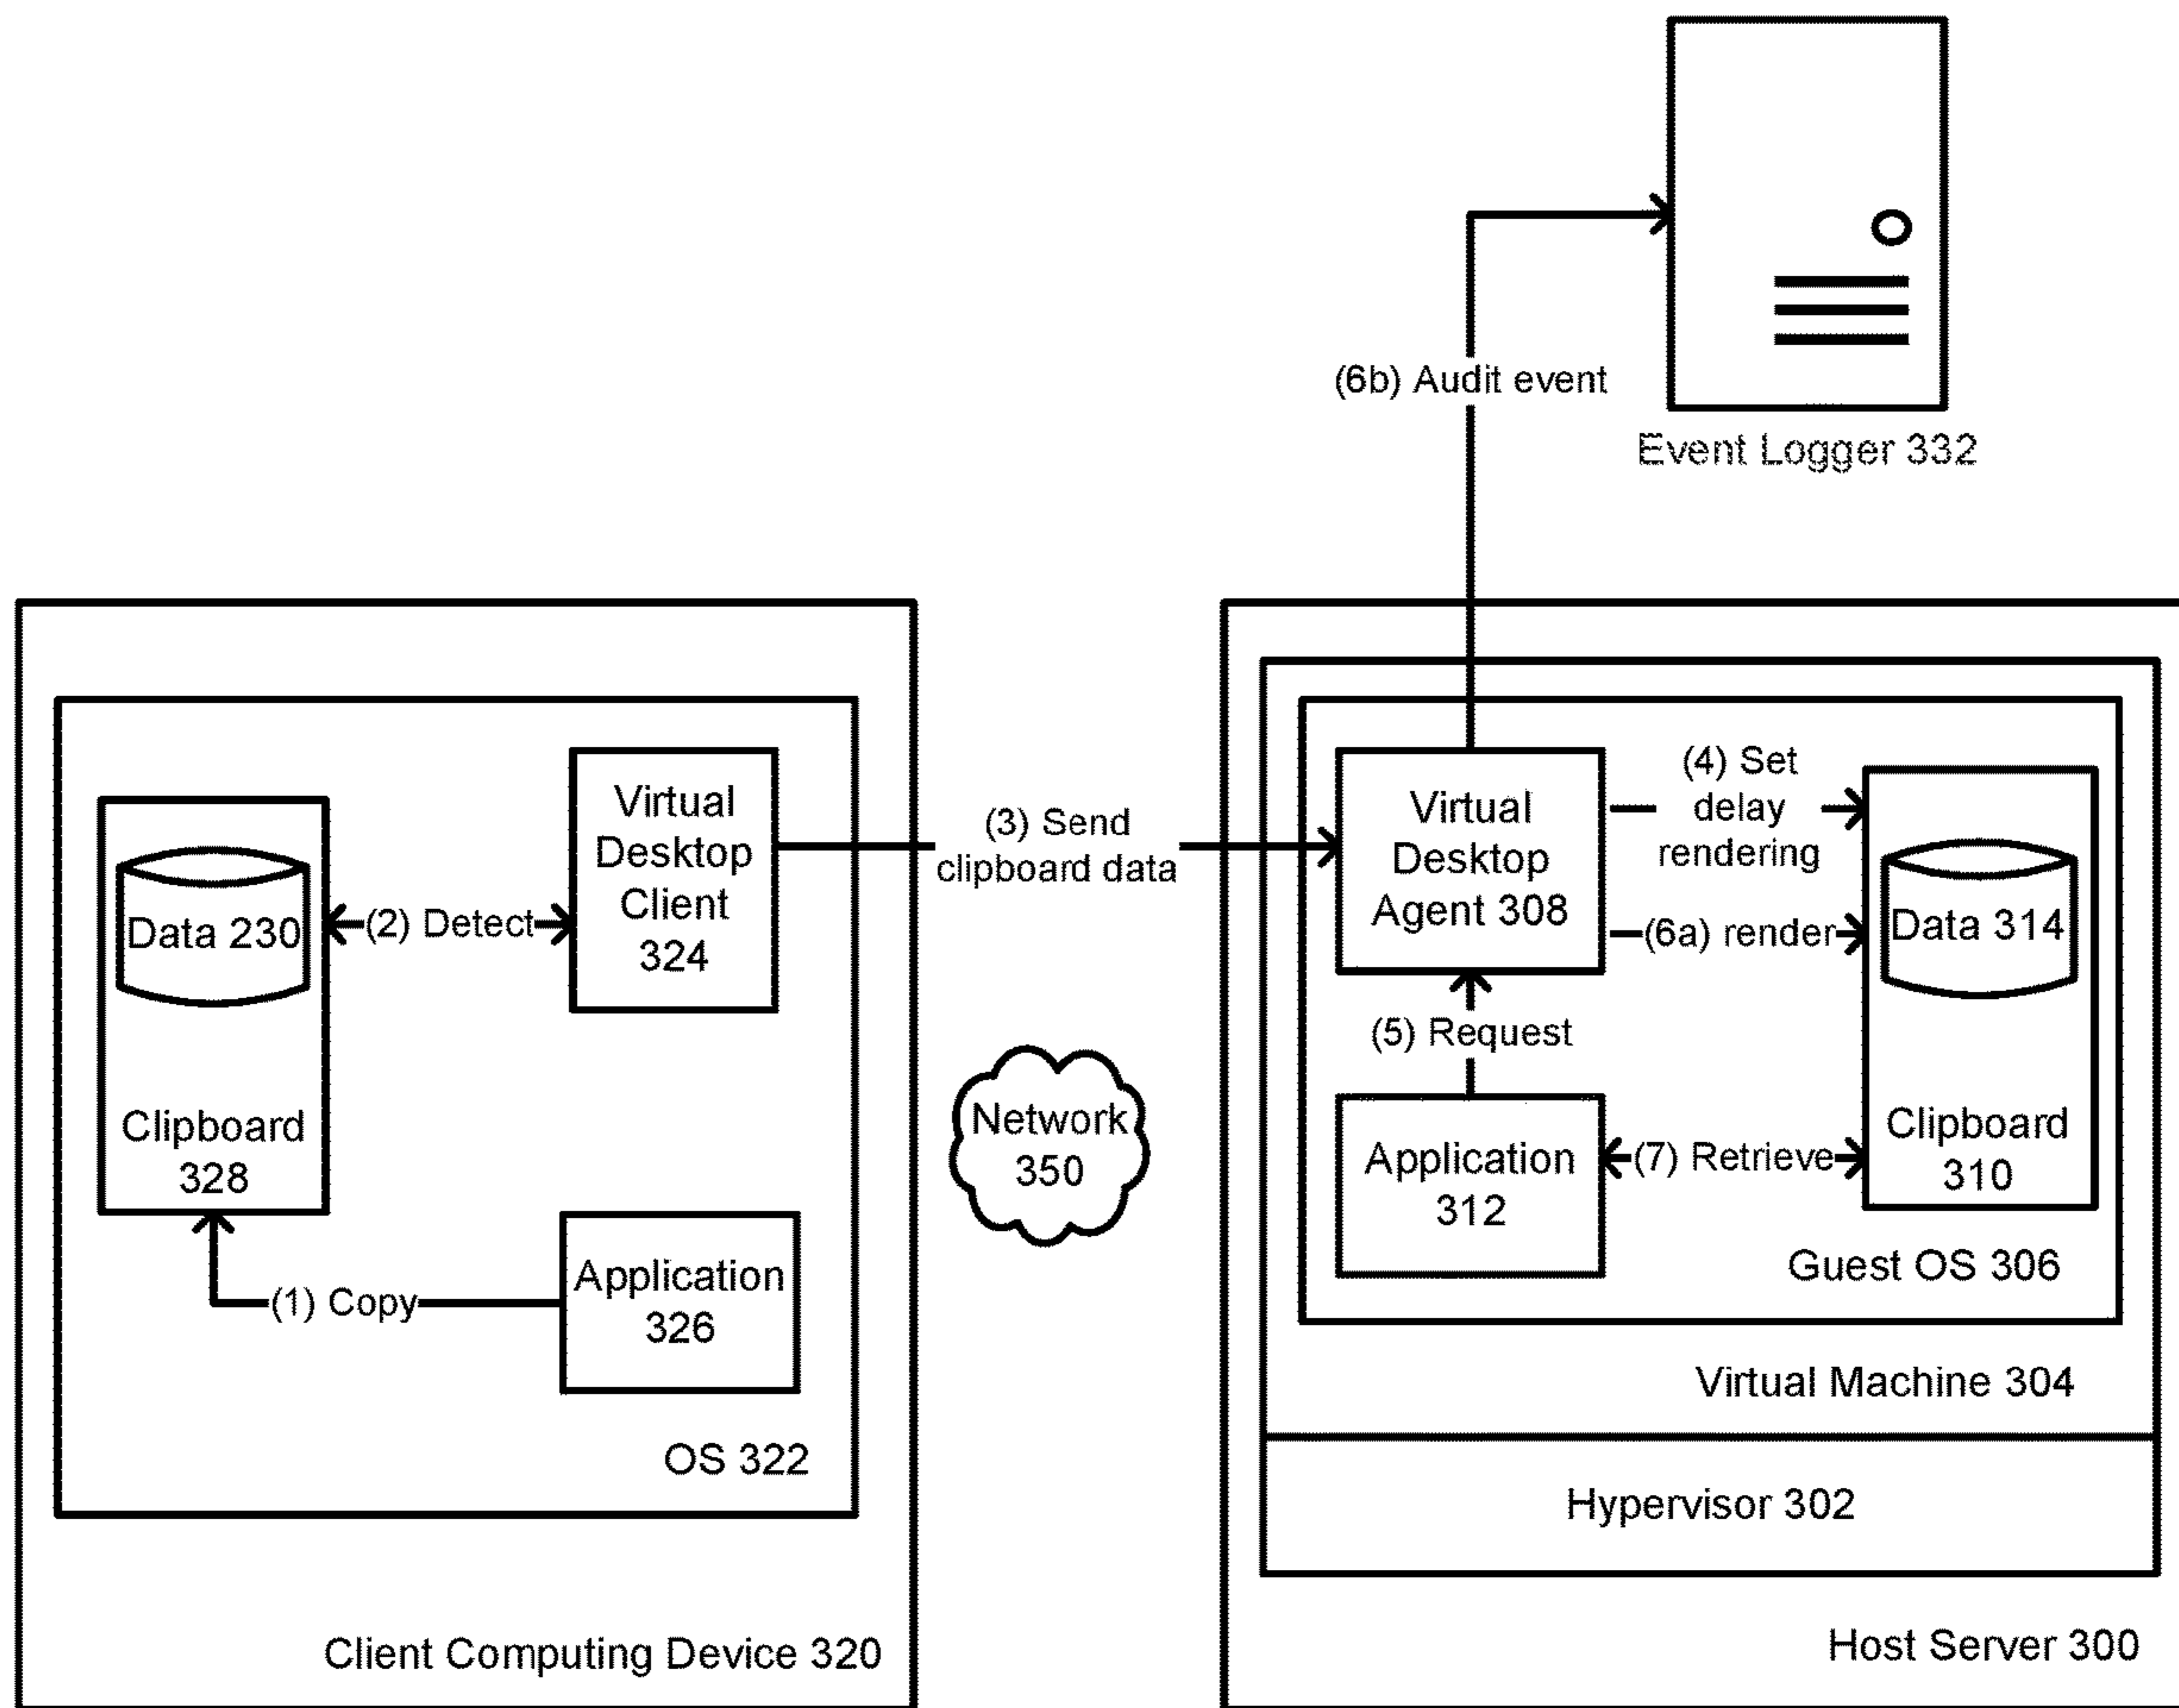 (6b) Audit event
Event Logger 332
Data 230
Clipboard
328
(2) Detect
Virtual
Desktop
Client
324
(1) Copy
Application
326
OS 322
Client Computing Device 320
(3) Send
clipboard data
Network
350
Virtual
Desktop
Agent 308
(4) Set
delay
rendering
(6a) render
Data 314
Clipboard
310
(5) Request
Application
312
(7) Retrieve
Guest OS 306
Virtual Machine 304
Hypervisor 302
Host Server 300